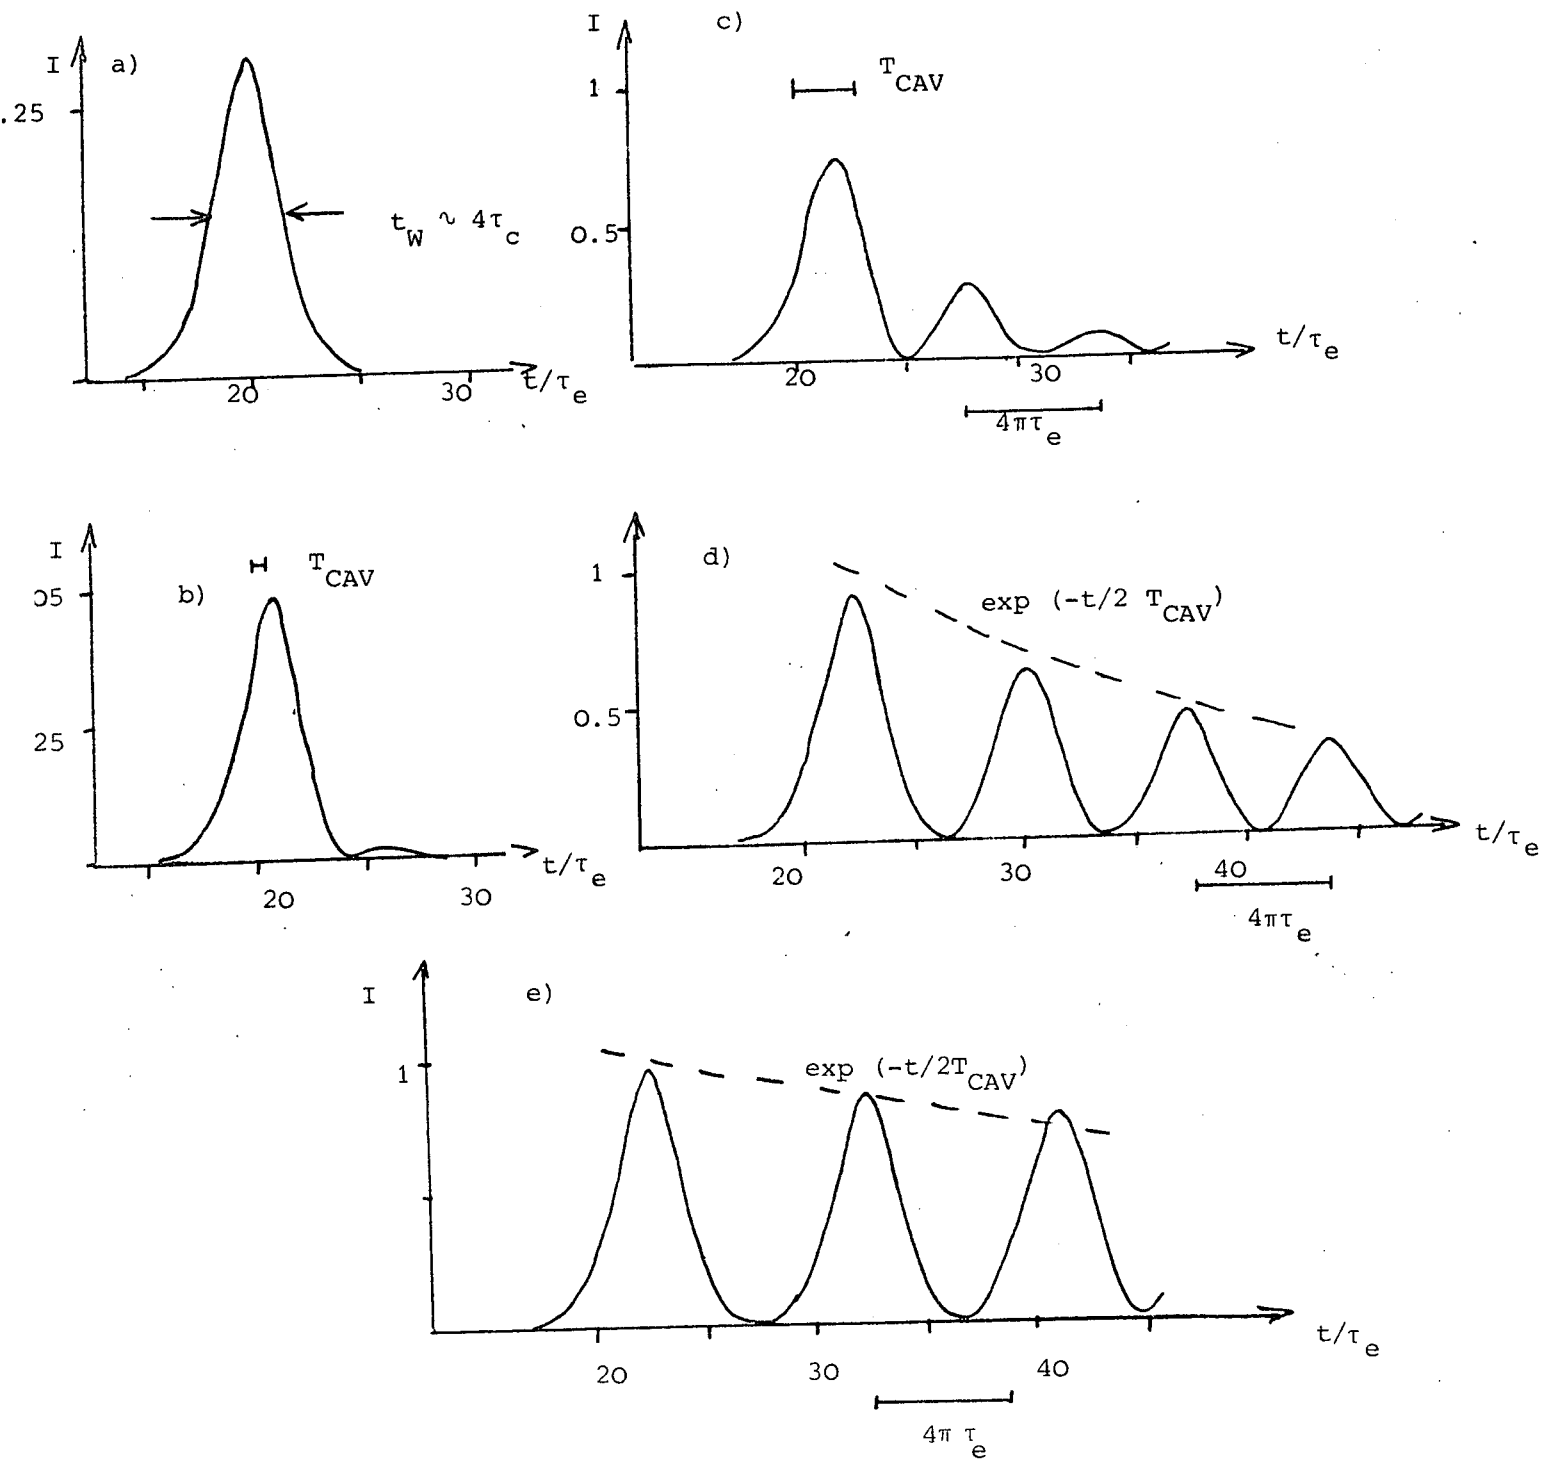 I a)
.25
t_W ~ 4τ_c
20 30 t/τ_e
I c)
1 T_CAV
0.5
20 30 t/τ_e
4πτ_e
I T_CAV
05 b)
25
20 30 t/τ_e
d)
1 exp (-t/2 T_CAV)
0.5
20 30 40 t/τ_e
4πτ_e
I e)
1 exp (-t/2T_CAV)
20 30 40 t/τ_e
4π τ_e